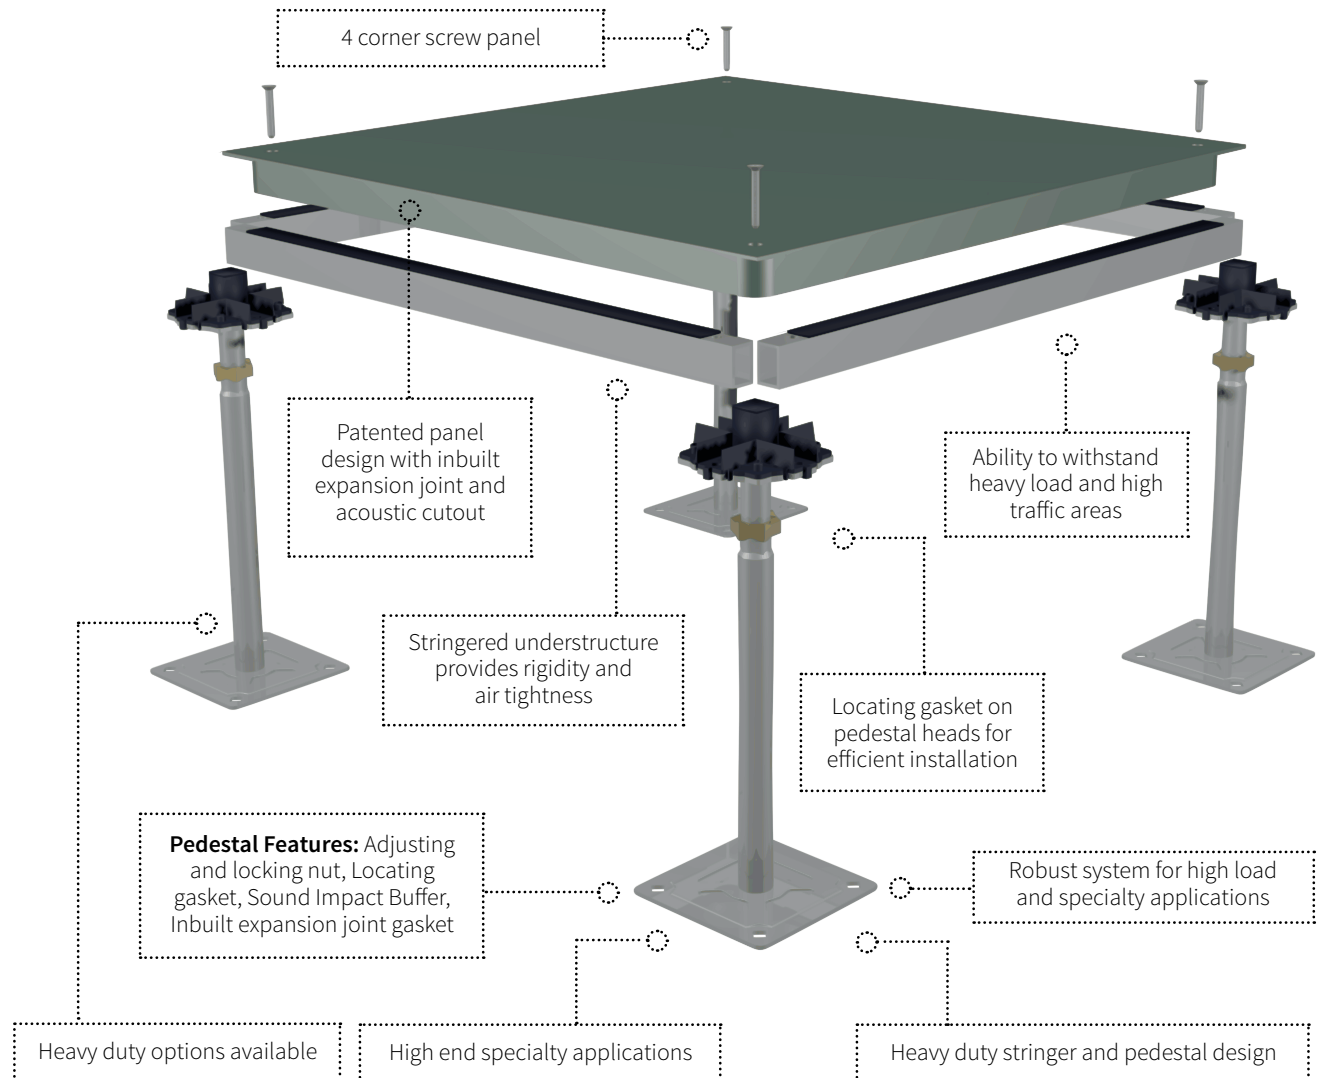 4 corner screw panel
Patented panel
design with inbuilt
expansion joint and
acoustic cutout
Ability to withstand
heavy load and high
traffic areas
Stringered understructure
provides rigidity and
air tightness
Locating gasket on
pedestal heads for
efficient installation
Pedestal Features: Adjusting
and locking nut, Locating
gasket, Sound Impact Buffer,
Inbuilt expansion joint gasket
Robust system for high load
and specialty applications
Heavy duty options available
High end specialty applications
Heavy duty stringer and pedestal design